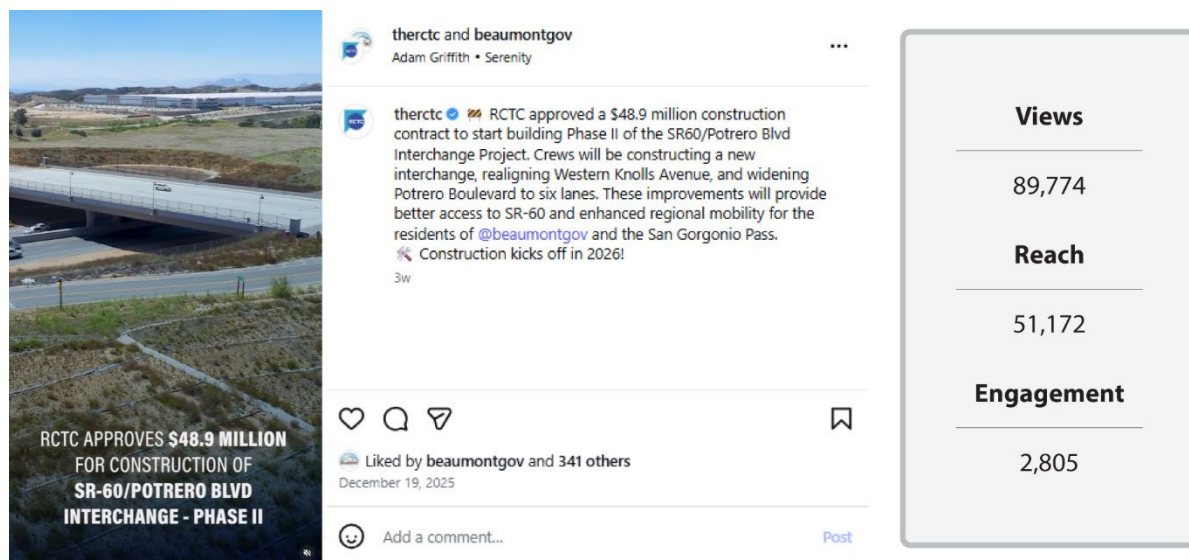 RCTC APPROVES $48.9 MILLION
FOR CONSTRUCTION OF
SR-60/POTRERO BLVD
INTERCHANGE - PHASE II
therctc and beaumontgov
Adam Griffith • Serenity
RCTC
therctc 🚧 RCTC approved a $48.9 million construction
contract to start building Phase II of the SR60/Potrero Blvd
Interchange Project. Crews will be constructing a new
interchange, realigning Western Knolls Avenue, and widening
Potrero Boulevard to six lanes. These improvements will provide
better access to SR-60 and enhanced regional mobility for the
residents of @beaumontgov and the San Gorgonio Pass.
🛠️ Construction kicks off in 2026!
3w
Liked by beaumontgov and 341 others
December 19, 2025
Add a comment...
Post
Views
89,774
Reach
51,172
Engagement
2,805